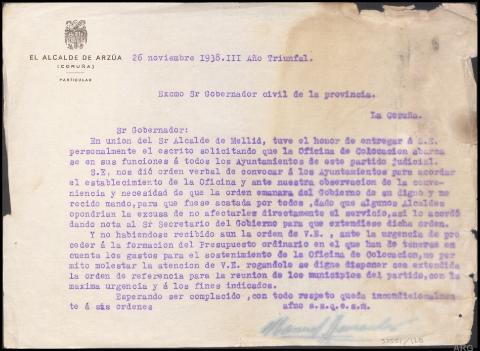 EL ALCALDE DE ARZÚA
(CORUÑA)
PARTICULAR
26 noviembre 1938.III Año Triunfal.
Excmo Sr Gobernador civil de la provincia.
La Coruña.
Sr Gobernador:
En union del Sr Alcalde de Mellid, tuve el honor de entregar á S.E.
personalmente el escrito solicitando que la Oficina de Colocacion abarca
se en sus funciones á todos los Ayuntamientos de este partido judicial.
S.E, nos dió orden verbal de convocar á los Ayuntamientos para acordar
el establecimiento de la Oficina y ante nuestra observacion de la conve-
niencia y necesidad de que la orden emanara del Gobierno de su digno y me-
recido mando, para que fuese acatada por todos, dado que algunos Alcaldes
opondrian la excusa de no afectarles directamente el servicio, asi lo acordó
dando nota al Sr Secretario del Gobierno para que extendiese dicha orden.
Y no habiendose recibido aun la orden de V.E, y ante la urgencia de pro
ceder á la formacion del Presupuesto ordinario en el que han de tenerse en
cuenta los gastos para el sostenimiento de la Oficina de Colocacion, me per
mito molestar la atencion de V.E. rogandole se digne disponer sea extendida
la orden de referencia para la reunion de los municipios del partido, con la
maxima urgencia y á los fines indicados.
Esperando ser complacido, con todo respeto queda incondicionalmen
te á sus ordenes afmo s.s.q.e.s.m.
ARG